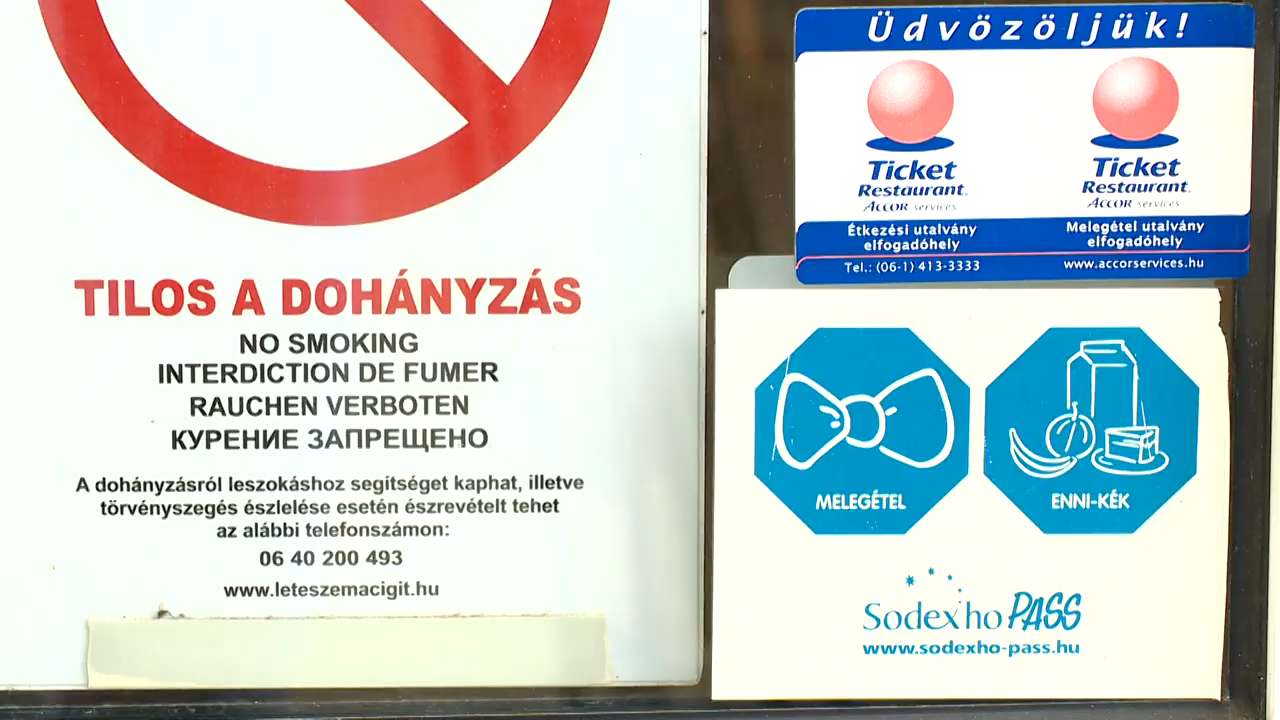 TILOS A DOHÁNYZÁS
NO SMOKING
INTERDICTION DE FUMER
RAUCHEN VERBOTEN
КУРЕНИЕ ЗАПРЕЩЕНО
A dohányzásról leszokáshoz segítséget kaphat, illetve
törvényszegés észlelése esetén észrevételt tehet
az alábbi telefonszámon:
06 40 200 493
www.leteszemacigit.hu
Üdvözöljük!
Ticket
Restaurant.
ACCOR services
Étkezési utalvány
elfogadóhely
Tel.: (06-1) 413-3333
Ticket
Restaurant.
ACCOR services
Melegétel utalvány
elfogadóhely
www.accorservices.hu
MELEGÉTEL
ENNI-KÉK
Sodexho PASS
www.sodexho-pass.hu